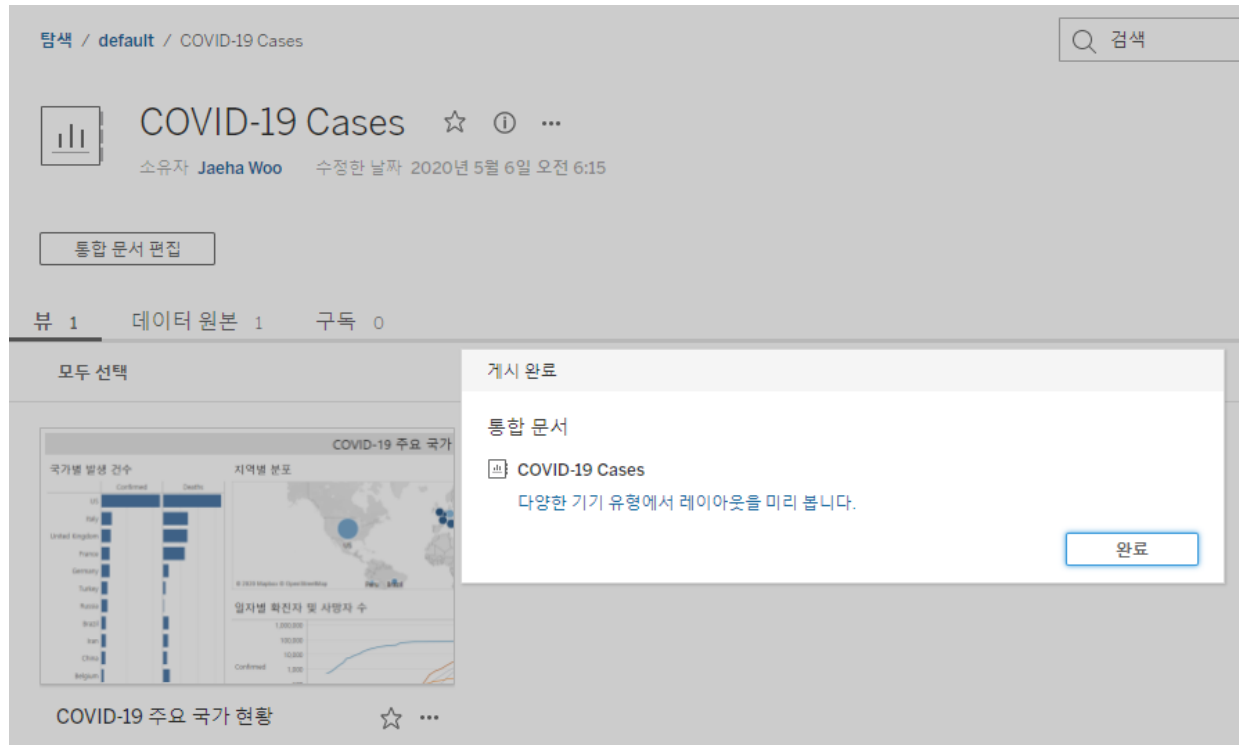 탐색 / default / COVID-19 Cases
검색
COVID-19 Cases
소유자 Jaeha Woo 수정한 날짜 2020년 5월 6일 오전 6:15
통합 문서 편집
뷰 1 데이터 원본 1 구독 0
모두 선택
게시 완료
통합 문서
COVID-19 Cases
다양한 기기 유형에서 레이아웃을 미리 봅니다.
완료
COVID-19 주요 국가
국가별 발생 건수
지역별 분포
Confirmed Deaths
US
Italy
United Kingdom
France
Germany
Turkey
Russia
Brazil
Iran
China
Belgium
US
© 2020 Mapbox © OpenStreetMap
일자별 확진자 및 사망자 수
1,000,000
100,000
10,000
Confirmed 1,000
COVID-19 주요 국가 현황